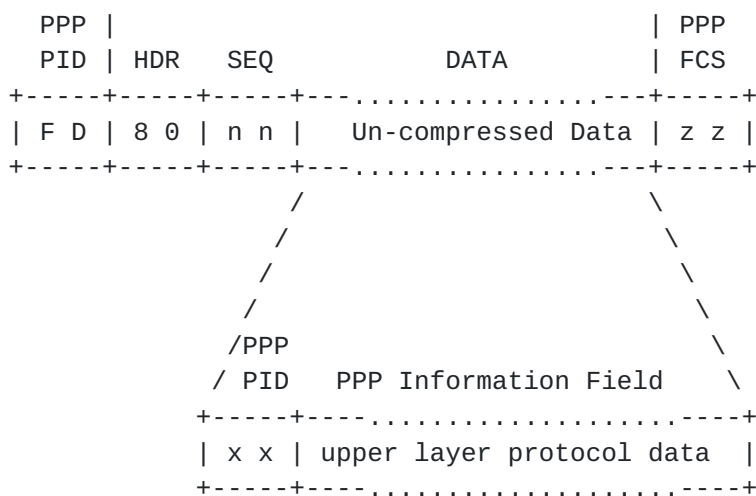 PPP | | PPP
PID | HDR SEQ DATA | FCS
+-----+-----+-----+---................---+-----+
| F D | 8 0 | n n | Un-compressed Data | z z |
+-----+-----+-----+---................---+-----+
/ \
/ \
/ \
/ \
/PPP \
/ PID PPP Information Field \
+-----+----....................----+
| x x | upper layer protocol data |
+-----+----....................----+